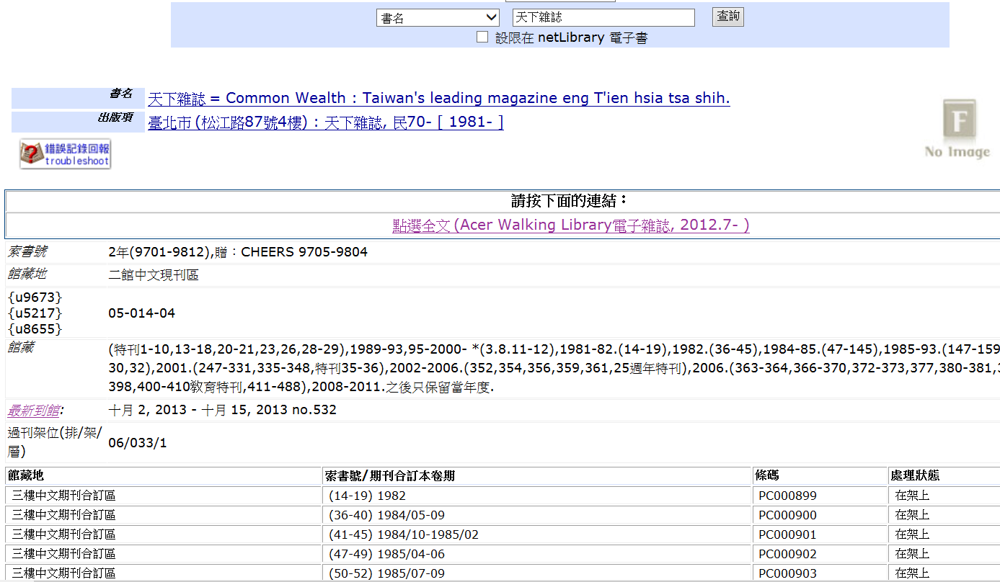 書名 天下雜誌 查詢
設限在 netLibrary 電子書
書名 天下雜誌 = Common Wealth : Taiwan's leading magazine eng T'ien hsia tsa shih.
出版項 臺北市 (松江路87號4樓) : 天下雜誌, 民70- [ 1981- ]
錯誤記錄回報
troubleshoot
F
No Image
請按下面的連結：
點選全文 (Acer Walking Library電子雜誌, 2012.7- )
索書號 2年(9701-9812),贈：CHEERS 9705-9804
館藏地 二館中文現刊區
{u9673}
{u5217} 05-014-04
{u8655}
館藏 (特刊1-10,13-18,20-21,23,26,28-29),1989-93,95-2000- *(3.8.11-12),1981-82.(14-19),1982.(36-45),1984-85.(47-145),1985-93.(147-159
30,32),2001.(247-331,335-348,特刊35-36),2002-2006.(352,354,356,359,361,25週年特刊),2006.(363-364,366-370,372-373,377,380-381,
398,400-410教育特刊,411-488),2008-2011.之後只保留當年度.
最新到館: 十月 2, 2013 - 十月 15, 2013 no.532
過刊架位(排/架/
層) 06/033/1
館藏地 索書號/期刊合訂本卷期 條碼 處理狀態
三樓中文期刊合訂區 (14-19) 1982 PC000899 在架上
三樓中文期刊合訂區 (36-40) 1984/05-09 PC000900 在架上
三樓中文期刊合訂區 (41-45) 1984/10-1985/02 PC000901 在架上
三樓中文期刊合訂區 (47-49) 1985/04-06 PC000902 在架上
三樓中文期刊合訂區 (50-52) 1985/07-09 PC000903 在架上